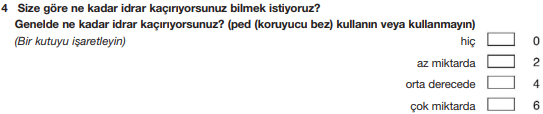 4 Size göre ne kadar idrar kaçırıyorsunuz bilmek istiyoruz?
Genelde ne kadar idrar kaçırıyorsunuz? (ped (koruyucu bez) kullanın veya kullanmayın)
(Bir kutuyu işaretleyin) hiç 0
az miktarda 2
orta derecede 4
çok miktarda 6